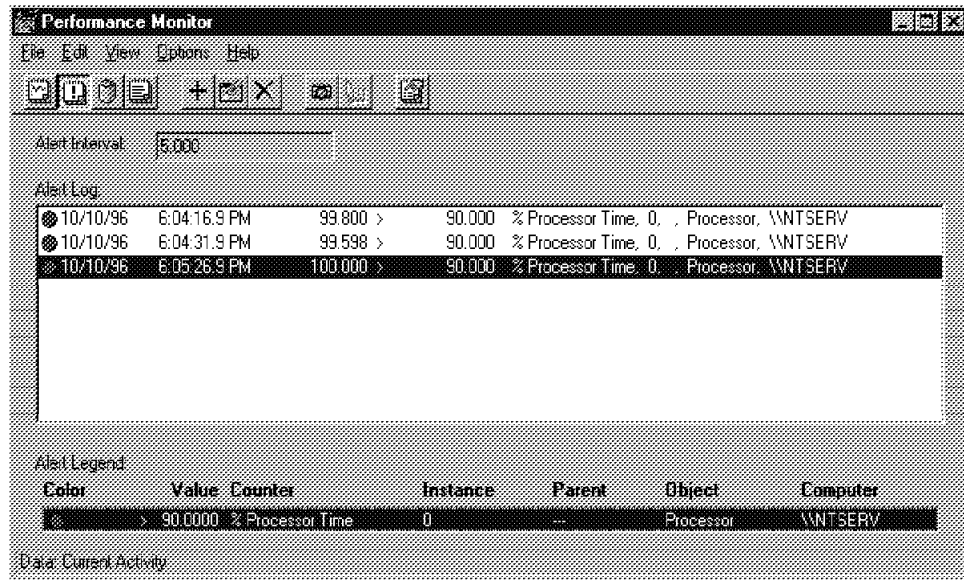 Performance Monitor
File Edit View Options Help
Alert Interval: 5.000
Alert Log:
10/10/96 6:04:16.9 PM 99.800 > 90.000 % Processor Time, 0, , Processor, \\NTSERV
10/10/96 6:04:31.9 PM 99.598 > 90.000 % Processor Time, 0, , Processor, \\NTSERV
10/10/96 6:05:26.9 PM 100.000 > 90.000 % Processor Time, 0, , Processor, \\NTSERV
Alert Legend
Color Value Counter Instance Parent Object Computer
> 90.0000 % Processor Time 0 --- Processor \\NTSERV
Data: Current Activity